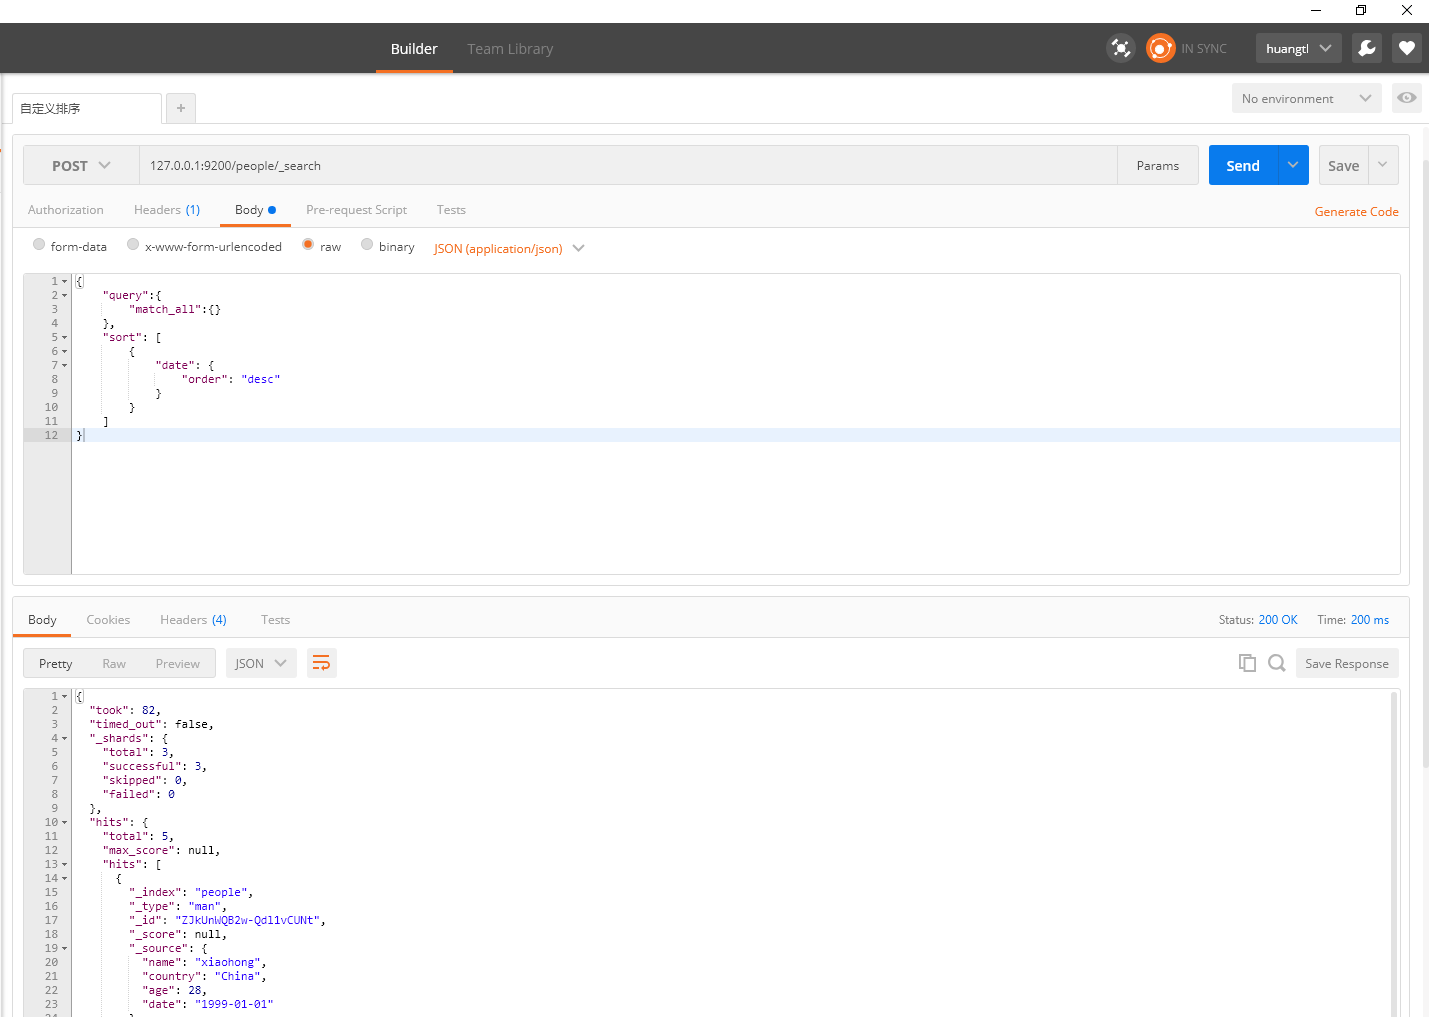 Builder Team Library IN SYNC huangtl
自定义排序 + No environment
POST 127.0.0.1:9200/people/_search Params Send Save
Authorization Headers (1) Body Pre-request Script Tests Generate Code
form-data x-www-form-urlencoded raw binary JSON (application/json)
1 {
2 "query":{
3 "match_all":{}
4 },
5 "sort": [
6 {
7 "date": {
8 "order": "desc"
9 }
10 }
11 ]
12 }
Body Cookies Headers (4) Tests Status: 200 OK Time: 200 ms
Pretty Raw Preview JSON Save Response
1 {
2 "took": 82,
3 "timed_out": false,
4 "_shards": {
5 "total": 3,
6 "successful": 3,
7 "skipped": 0,
8 "failed": 0
9 },
10 "hits": {
11 "total": 5,
12 "max_score": null,
13 "hits": [
14 {
15 "_index": "people",
16 "_type": "man",
17 "_id": "ZJkUnWQB2w-Qdl1vCUNt",
18 "_score": null,
19 "_source": {
20 "name": "xiaohong",
21 "country": "China",
22 "age": 28,
23 "date": "1999-01-01"